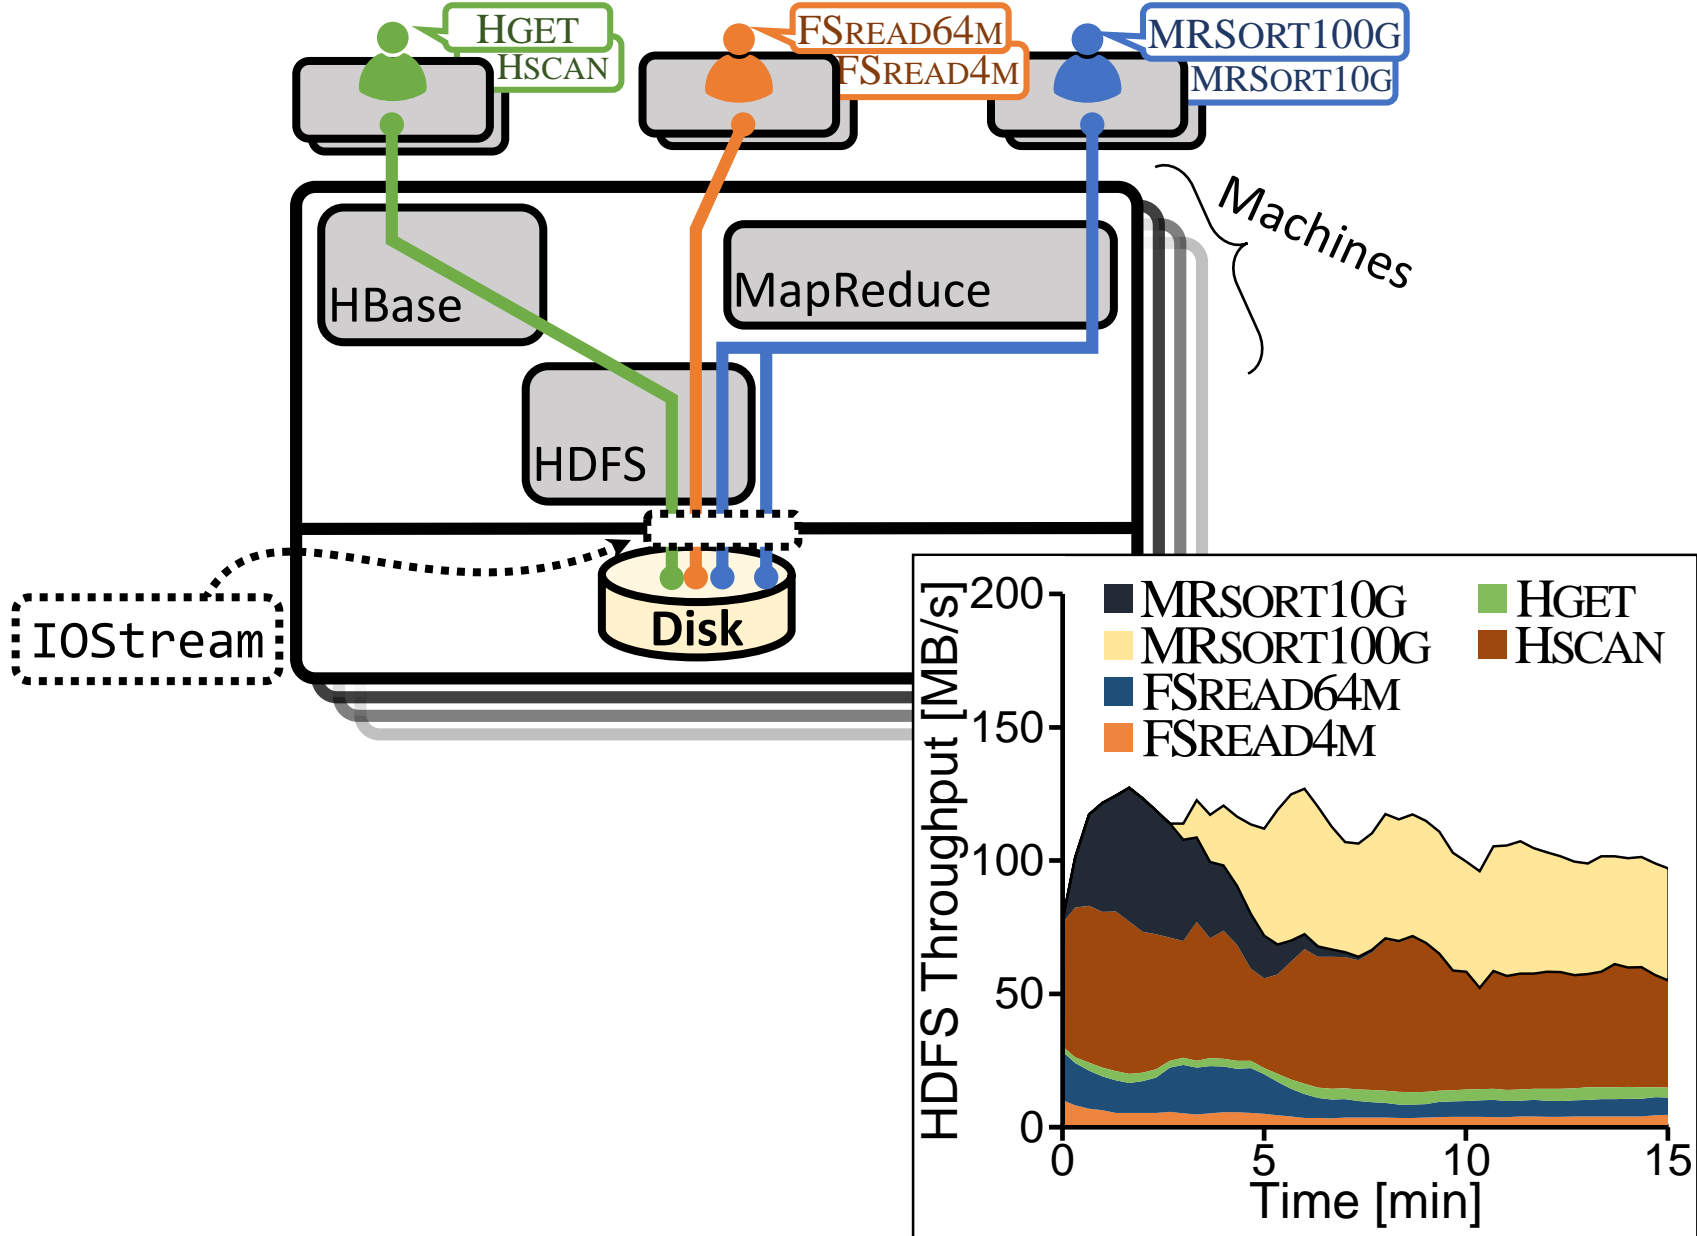 HGET
HSCAN
FSREAD64M
FSREAD4M
MRSORT100G
MRSORT10G
Machines
HBase
MapReduce
HDFS
IOStream
Disk
HDFS Throughput [MB/s]
200
150
100
50
0
MRSORT10G
MRSORT100G
FSREAD64M
FSREAD4M
HGET
HSCAN
0
5
10
15
Time [min]